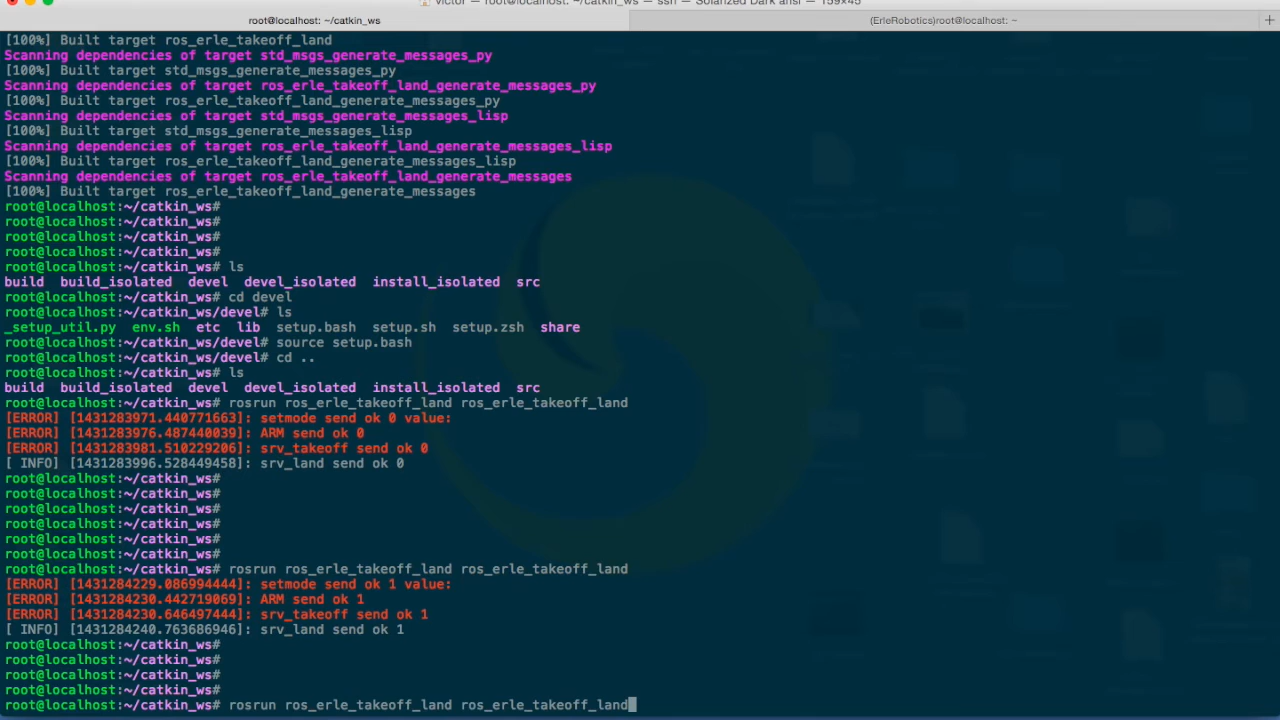 victor — root@localhost: ~/catkin_ws — ssh — Solarized Dark ansi — 159×45
root@localhost: ~/catkin_ws
(ErleRobotics)root@localhost: ~
[100%] Built target ros_erle_takeoff_land
Scanning dependencies of target std_msgs_generate_messages_py
[100%] Built target std_msgs_generate_messages_py
Scanning dependencies of target ros_erle_takeoff_land_generate_messages_py
[100%] Built target ros_erle_takeoff_land_generate_messages_py
Scanning dependencies of target std_msgs_generate_messages_lisp
[100%] Built target std_msgs_generate_messages_lisp
Scanning dependencies of target ros_erle_takeoff_land_generate_messages_lisp
[100%] Built target ros_erle_takeoff_land_generate_messages_lisp
Scanning dependencies of target ros_erle_takeoff_land_generate_messages
[100%] Built target ros_erle_takeoff_land_generate_messages
root@localhost:~/catkin_ws#
root@localhost:~/catkin_ws#
root@localhost:~/catkin_ws#
root@localhost:~/catkin_ws#
root@localhost:~/catkin_ws# ls
build  build_isolated  devel  devel_isolated  install_isolated  src
root@localhost:~/catkin_ws# cd devel
root@localhost:~/catkin_ws/devel# ls
_setup_util.py  env.sh  etc  lib  setup.bash  setup.sh  setup.zsh  share
root@localhost:~/catkin_ws/devel# source setup.bash
root@localhost:~/catkin_ws/devel# cd ..
root@localhost:~/catkin_ws# ls
build  build_isolated  devel  devel_isolated  install_isolated  src
root@localhost:~/catkin_ws# rosrun ros_erle_takeoff_land ros_erle_takeoff_land
[ERROR] [1431283971.440771663]: setmode send ok 0 value:
[ERROR] [1431283976.487440039]: ARM send ok 0
[ERROR] [1431283981.510229206]: srv_takeoff send ok 0
[ INFO] [1431283996.528449458]: srv_land send ok 0
root@localhost:~/catkin_ws#
root@localhost:~/catkin_ws#
root@localhost:~/catkin_ws#
root@localhost:~/catkin_ws#
root@localhost:~/catkin_ws#
root@localhost:~/catkin_ws#
root@localhost:~/catkin_ws# rosrun ros_erle_takeoff_land ros_erle_takeoff_land
[ERROR] [1431284229.086994444]: setmode send ok 1 value:
[ERROR] [1431284230.442719069]: ARM send ok 1
[ERROR] [1431284230.646497444]: srv_takeoff send ok 1
[ INFO] [1431284240.763686946]: srv_land send ok 1
root@localhost:~/catkin_ws#
root@localhost:~/catkin_ws#
root@localhost:~/catkin_ws#
root@localhost:~/catkin_ws#
root@localhost:~/catkin_ws# rosrun ros_erle_takeoff_land ros_erle_takeoff_land